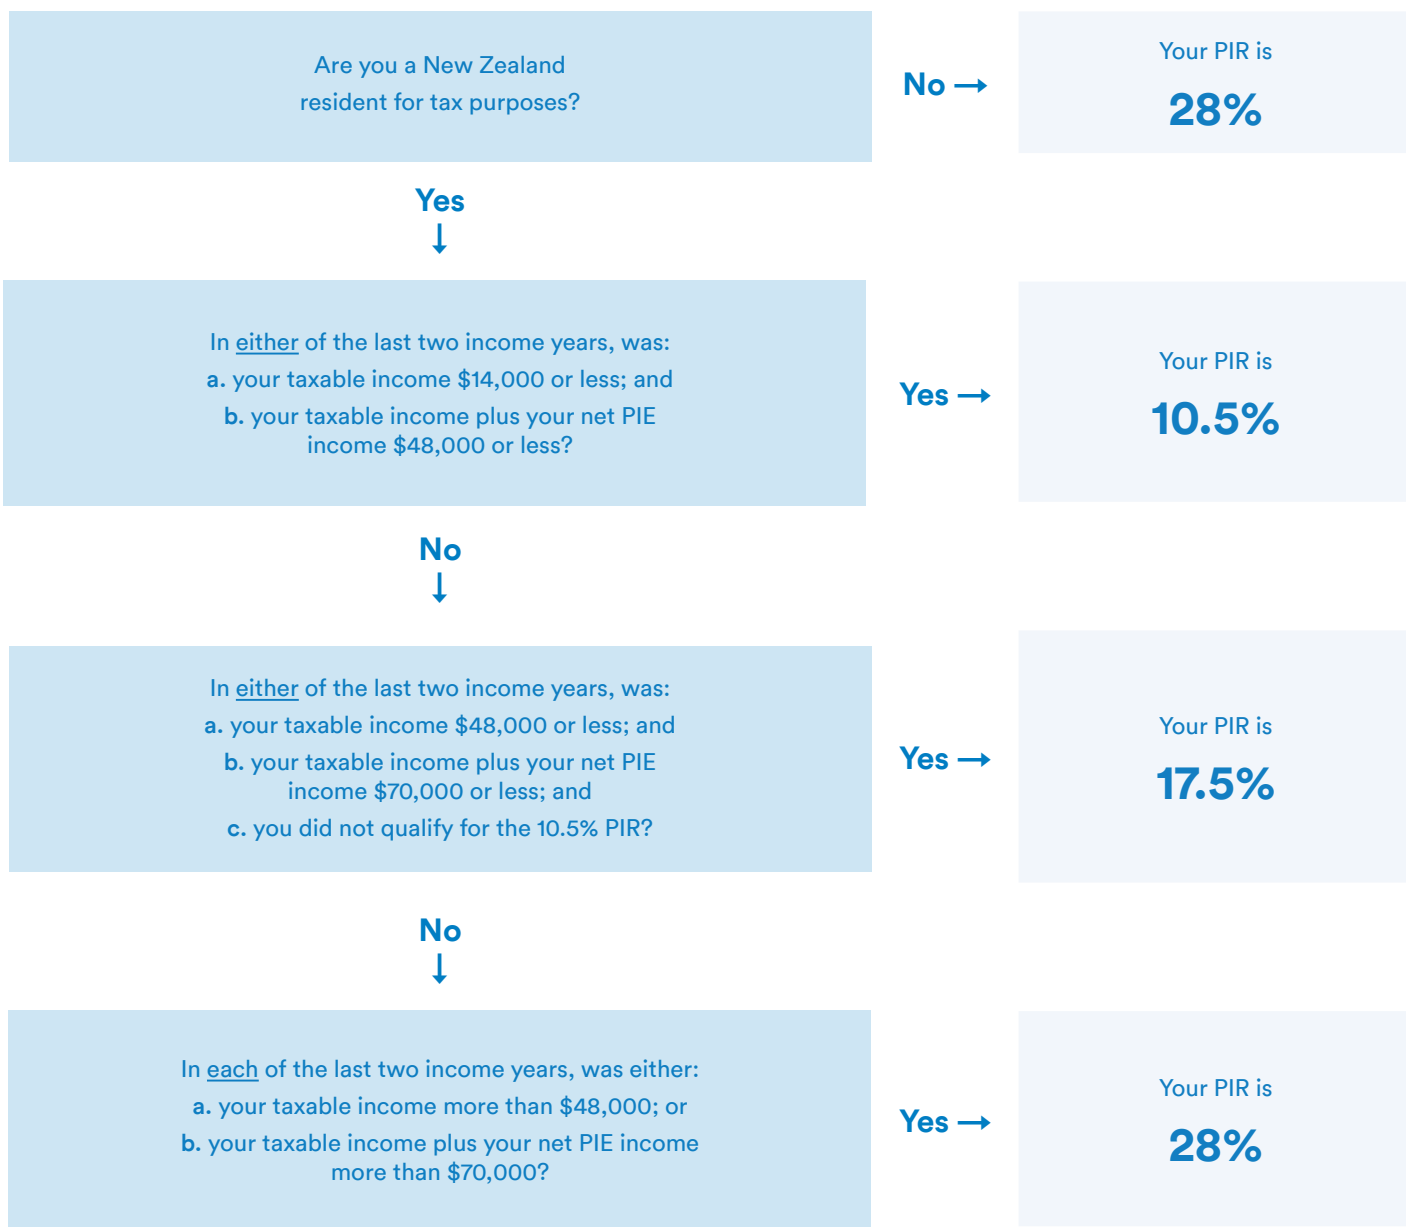 Are you a New Zealand
resident for tax purposes?
No →
Your PIR is
28%
Yes
↓
In either of the last two income years, was:
a. your taxable income $14,000 or less; and
b. your taxable income plus your net PIE
income $48,000 or less?
Yes →
Your PIR is
10.5%
No
↓
In either of the last two income years, was:
a. your taxable income $48,000 or less; and
b. your taxable income plus your net PIE
income $70,000 or less; and
c. you did not qualify for the 10.5% PIR?
Yes →
Your PIR is
17.5%
No
↓
In each of the last two income years, was either:
a. your taxable income more than $48,000; or
b. your taxable income plus your net PIE income
more than $70,000?
Yes →
Your PIR is
28%